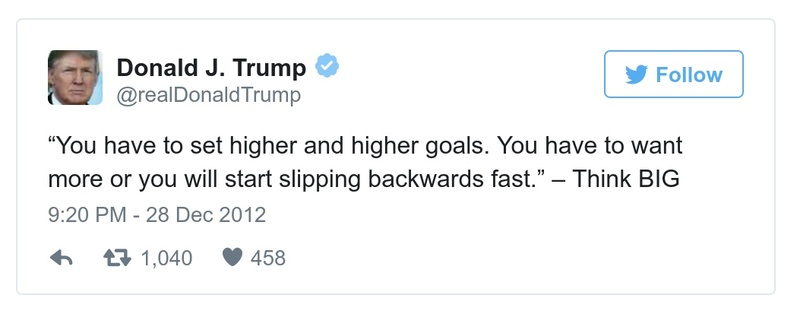 Donald J. Trump
@realDonaldTrump
Follow
“You have to set higher and higher goals. You have to want
more or you will start slipping backwards fast.” – Think BIG
9:20 PM - 28 Dec 2012
1,040 458